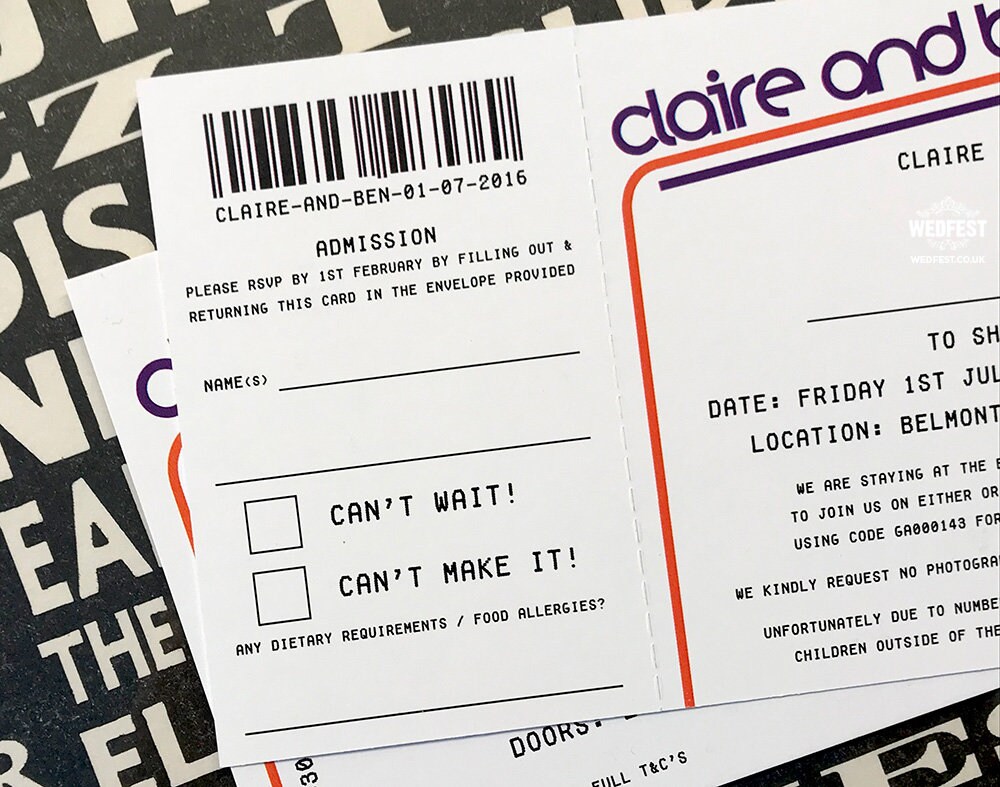 CLAIRE-AND-BEN-01-07-2016
ADMISSION
PLEASE RSVP BY 1ST FEBRUARY BY FILLING OUT &
RETURNING THIS CARD IN THE ENVELOPE PROVIDED
NAME(S)
CAN'T WAIT!
CAN'T MAKE IT!
ANY DIETARY REQUIREMENTS / FOOD ALLERGIES?
claire and b
CLAIRE
WEDFEST
WEDFEST.CO.UK
TO SH
DATE: FRIDAY 1ST JUL
LOCATION: BELMONT
WE ARE STAYING AT THE
TO JOIN US ON EITHER OR
USING CODE GA000143 FOR
WE KINDLY REQUEST NO PHOTOGRA
UNFORTUNATELY DUE TO NUMBE
CHILDREN OUTSIDE OF THE
DOORS:
FULL T&C'S
30
THE